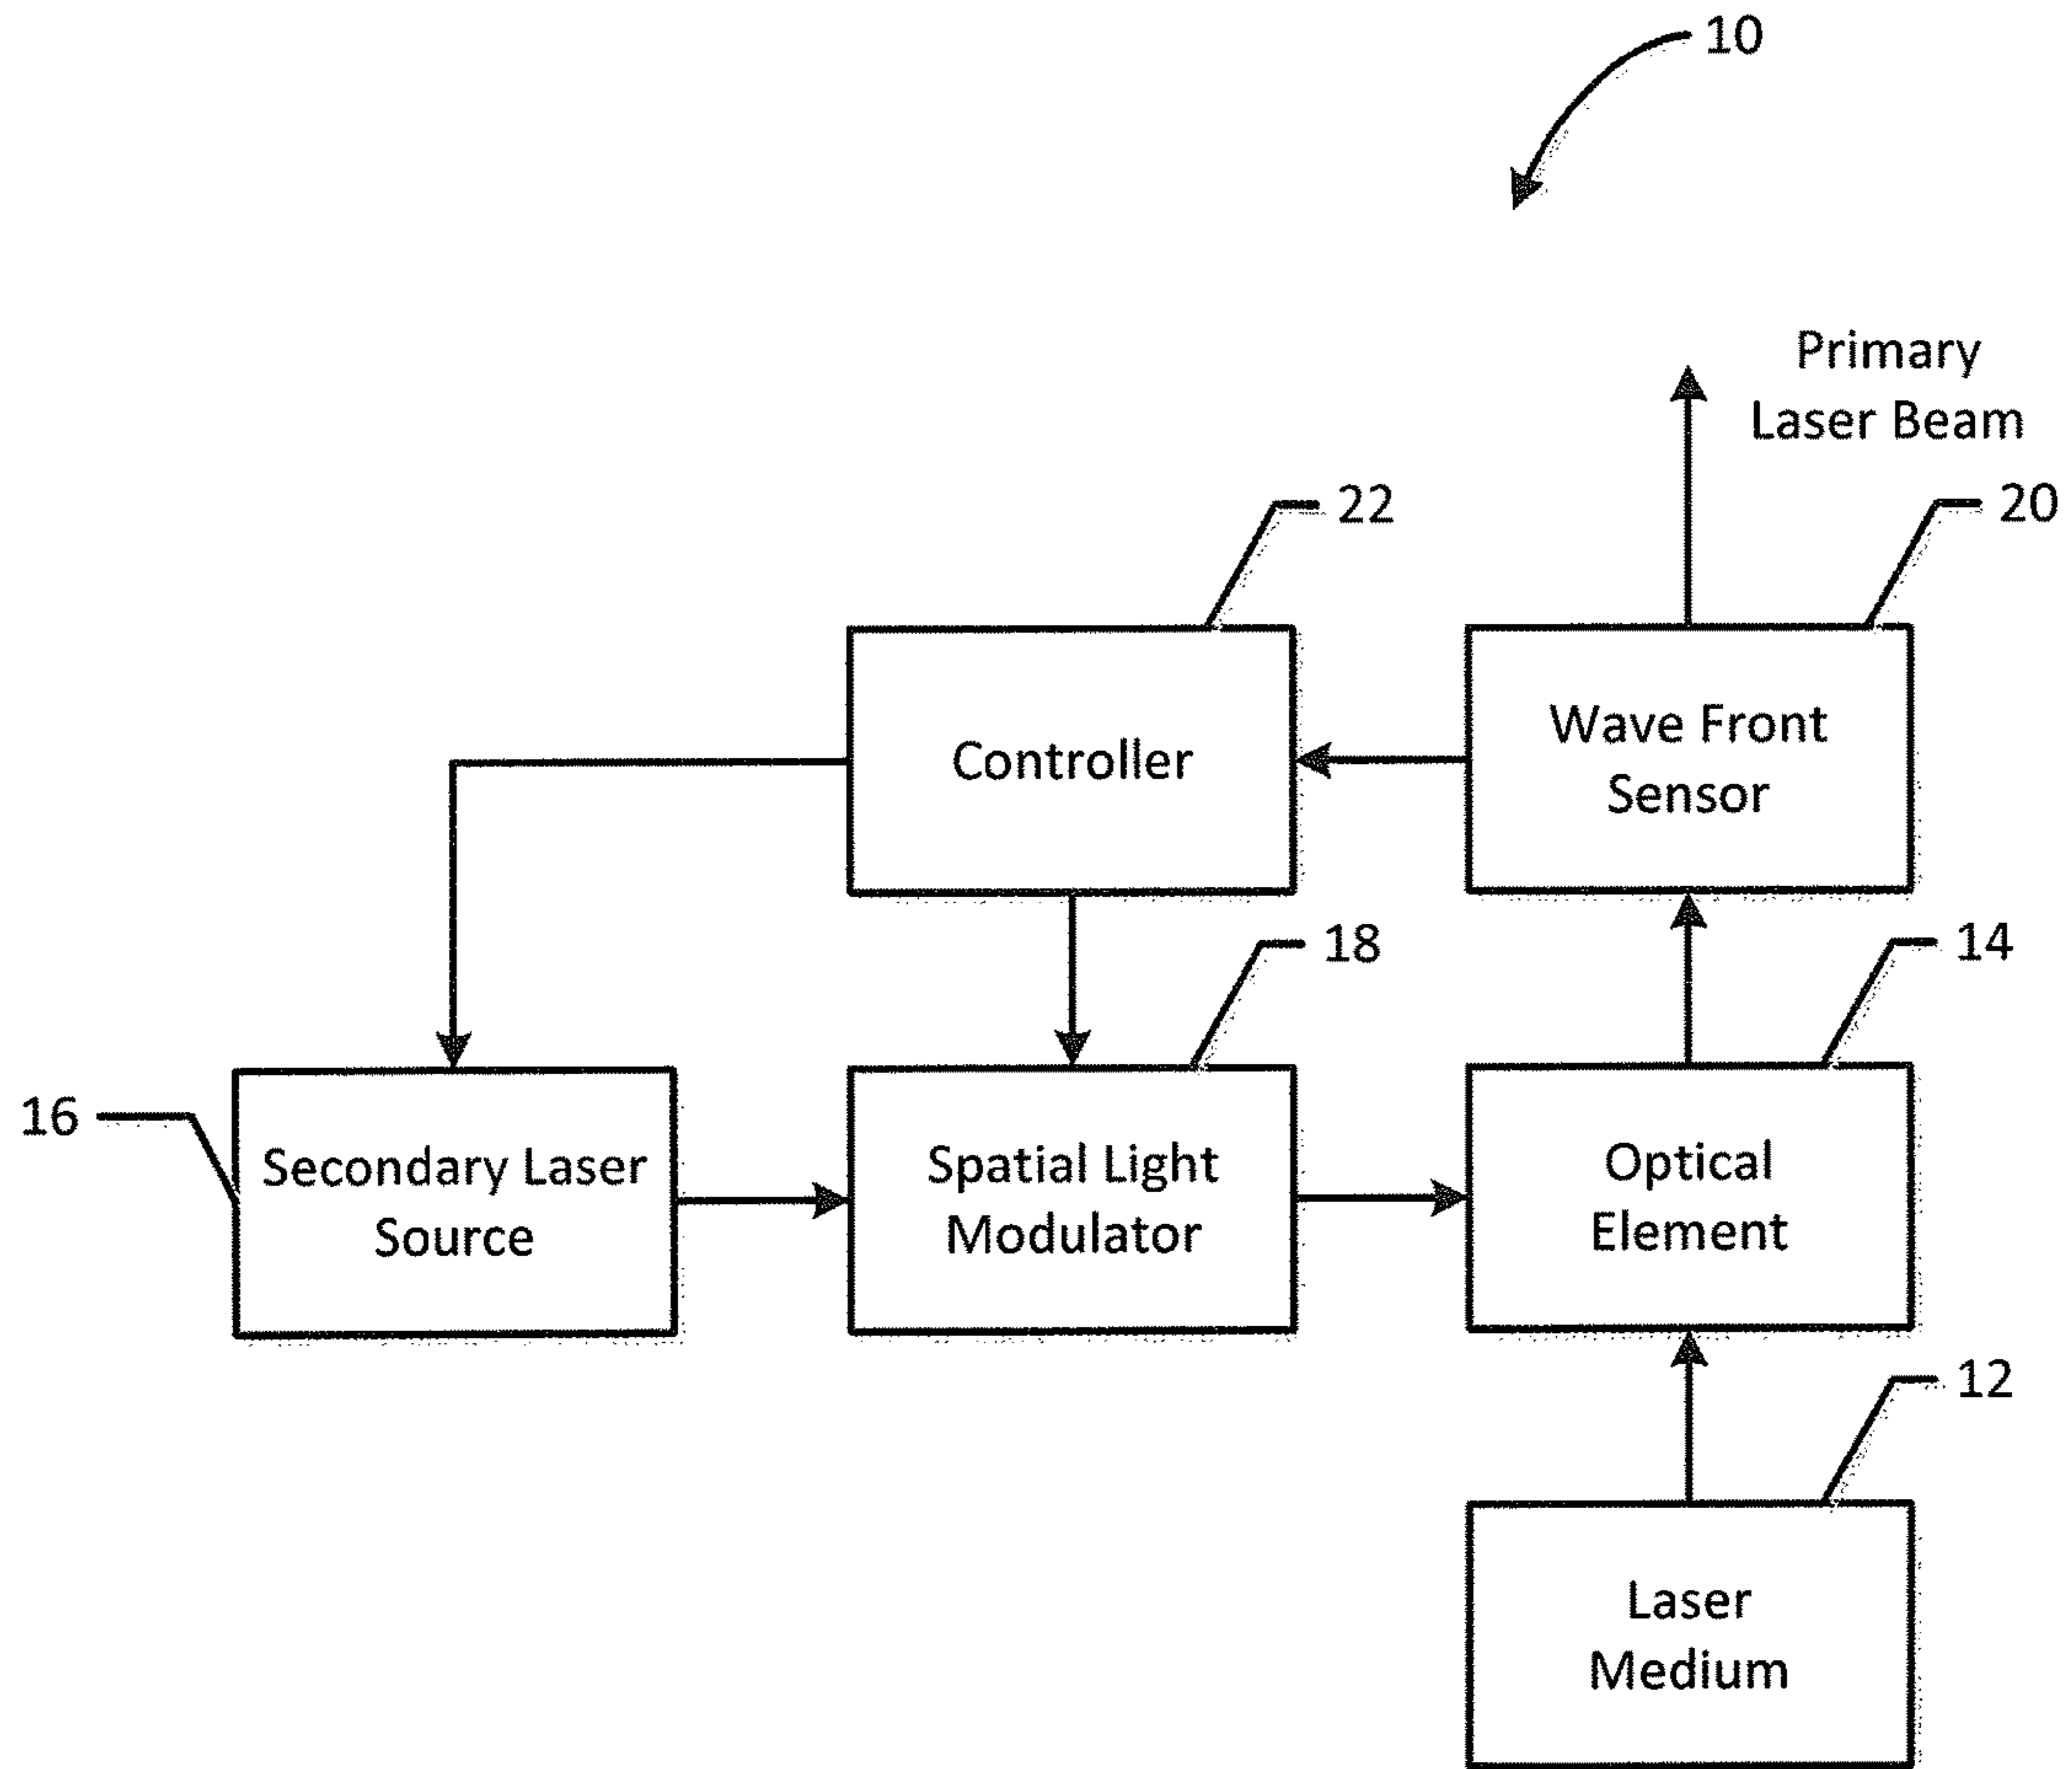 10
Primary
Laser Beam
22
20
Controller
Wave Front
Sensor
18
14
16
Secondary Laser
Source
Spatial Light
Modulator
Optical
Element
12
Laser
Medium